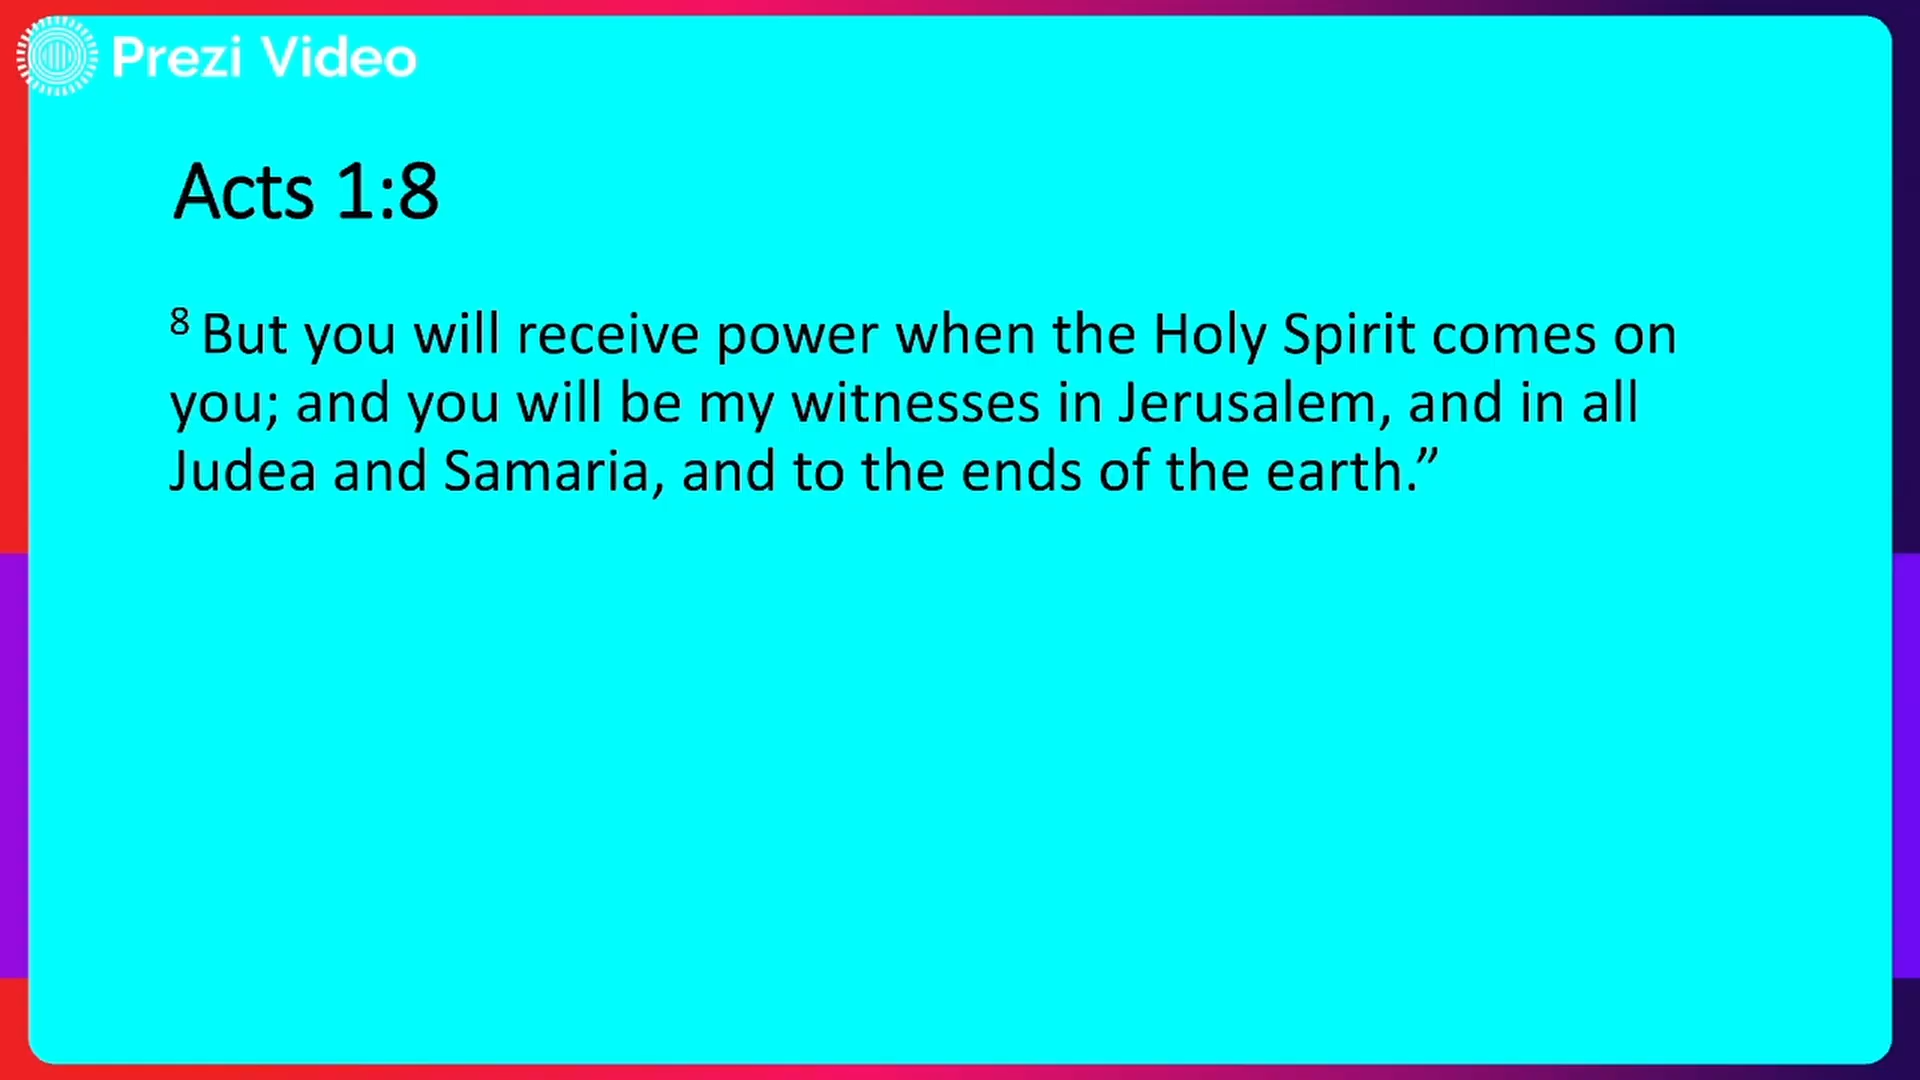 Prezi Video
Acts 1:8
8 But you will receive power when the Holy Spirit comes on
you; and you will be my witnesses in Jerusalem, and in all
Judea and Samaria, and to the ends of the earth.”